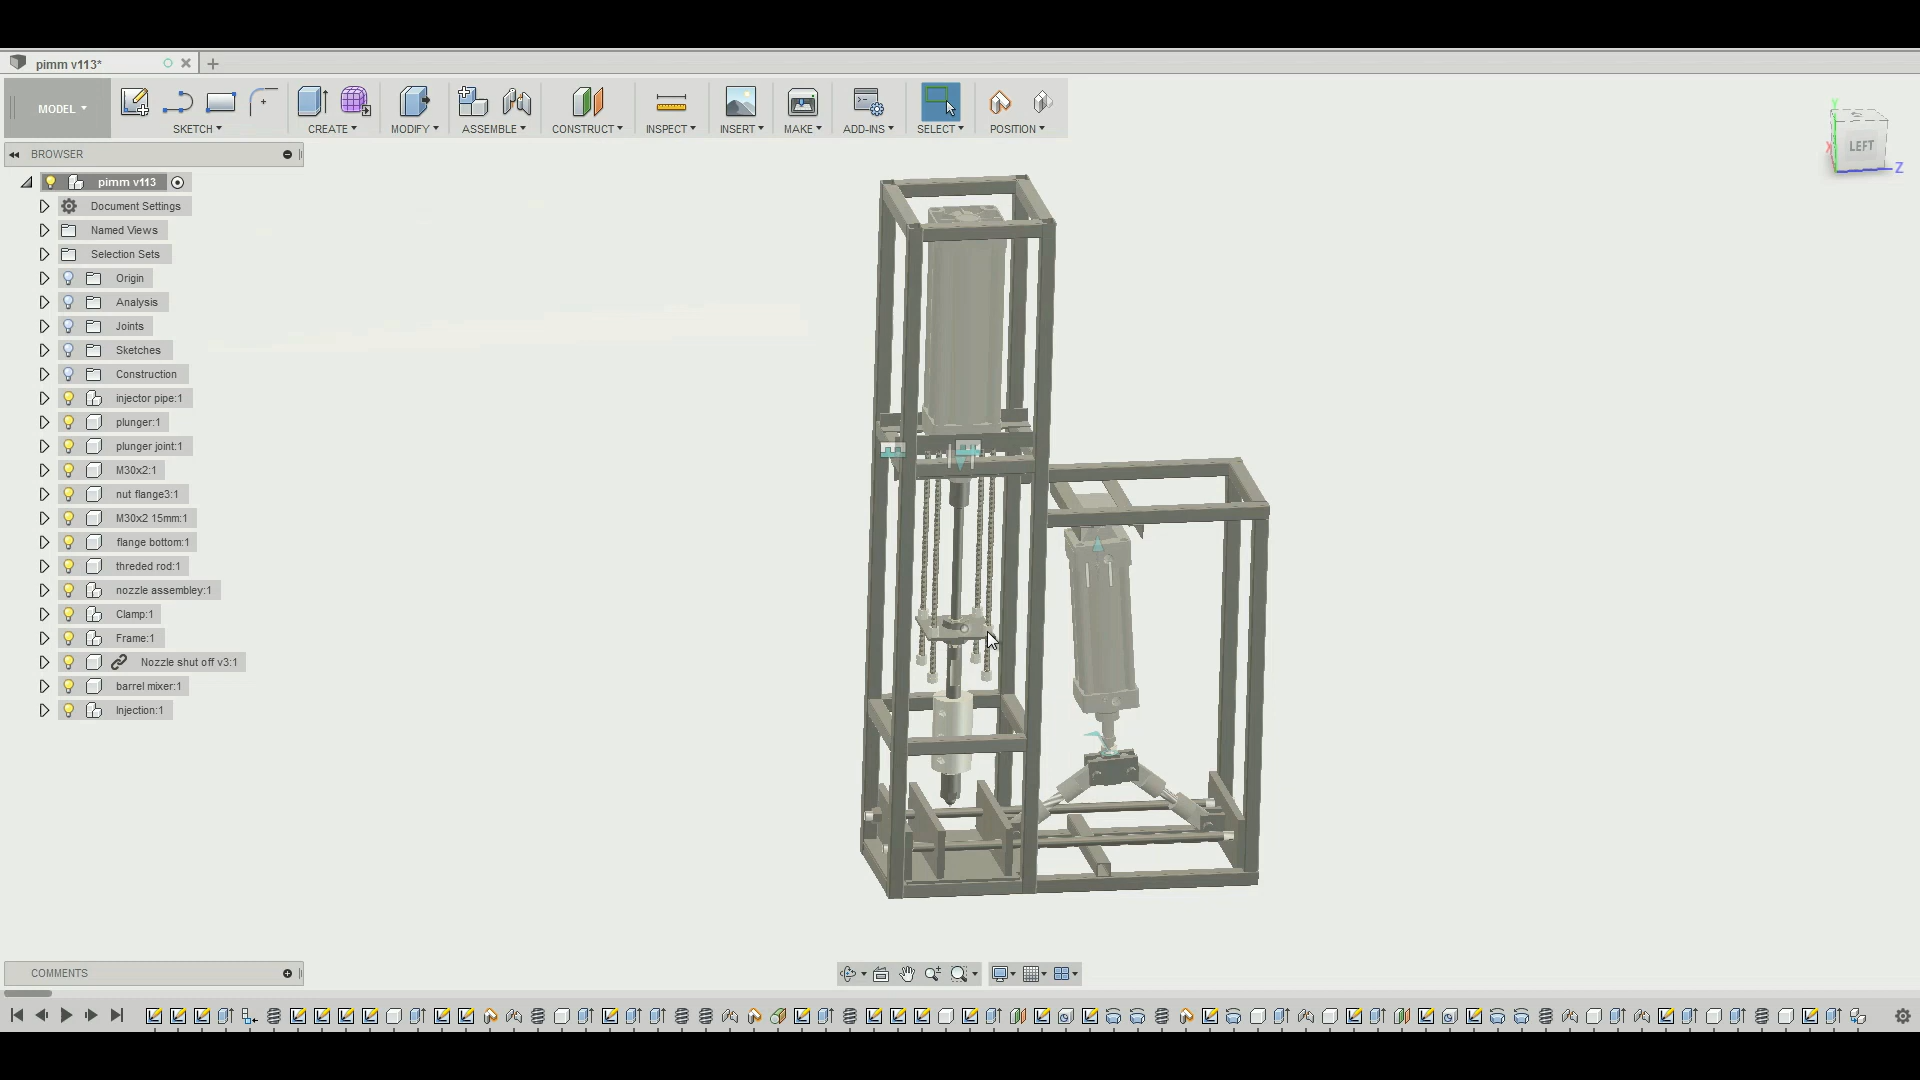 pimm v113*
MODEL
SKETCH
CREATE
MODIFY
ASSEMBLE
CONSTRUCT
INSPECT
INSERT
MAKE
ADD-INS
SELECT
POSITION
Y
X
LEFT
Z
BROWSER
pimm v113
Document Settings
Named Views
Selection Sets
Origin
Analysis
Joints
Sketches
Construction
injector pipe:1
plunger:1
plunger joint:1
M30x2:1
nut flange3:1
M30x2 15mm:1
flange bottom:1
threded rod:1
nozzle assembley:1
Clamp:1
Frame:1
Nozzle shut off v3:1
barrel mixer:1
Injection:1
COMMENTS